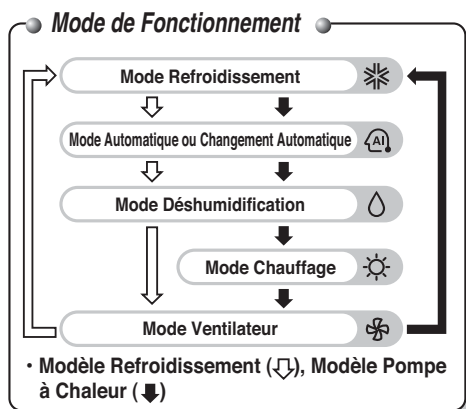 Mode de Fonctionnement
Mode Refroidissement
Mode Automatique ou Changement Automatique
AI
Mode Déshumidification
Mode Chauffage
Mode Ventilateur
• Modèle Refroidissement (⇩), Modèle Pompe
à Chaleur (⬇)